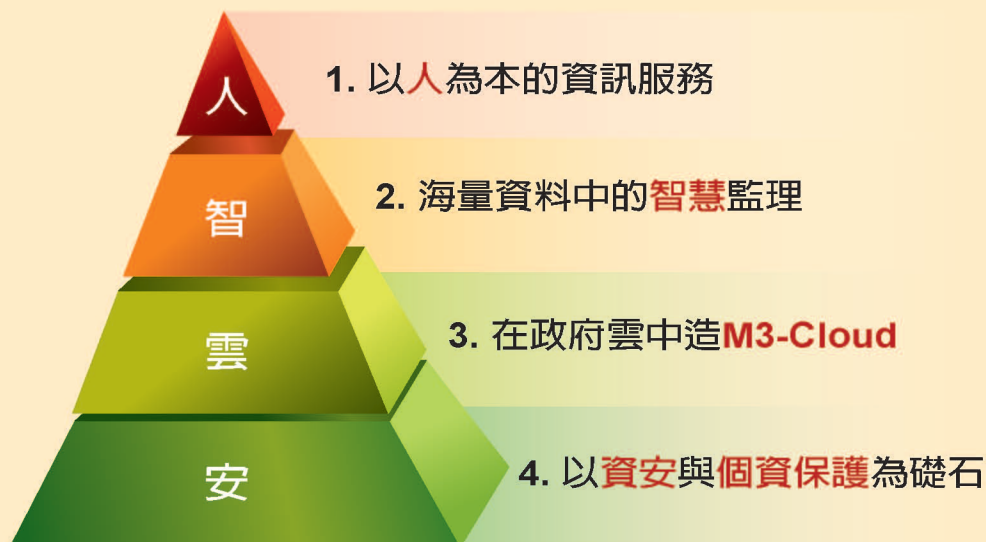 人
1. 以人為本的資訊服務
智
2. 海量資料中的智慧監理
雲
3. 在政府雲中造M3-Cloud
安
4. 以資安與個資保護為礎石